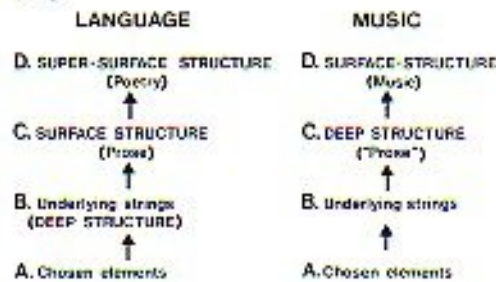 LANGUAGE
D. SUPER-SURFACE STRUCTURE
(Poetry)
C. SURFACE STRUCTURE
(Prose)
B. Underlying strings
(DEEP STRUCTURE)
A. Chosen elements
MUSIC
D. SURFACE-STRUCTURE
(Music)
C. DEEP STRUCTURE
("Prose")
B. Underlying strings
A. Chosen elements